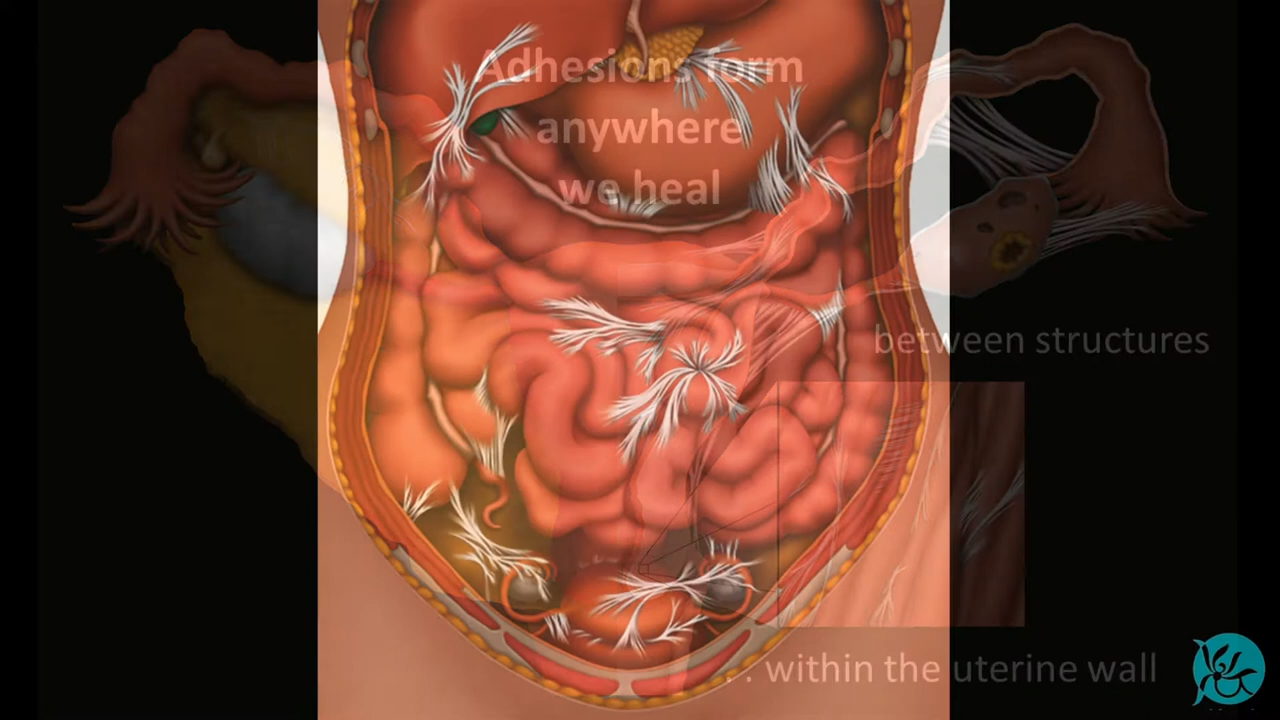 Adhesions form
anywhere
we heal
between structures
. . within the uterine wall